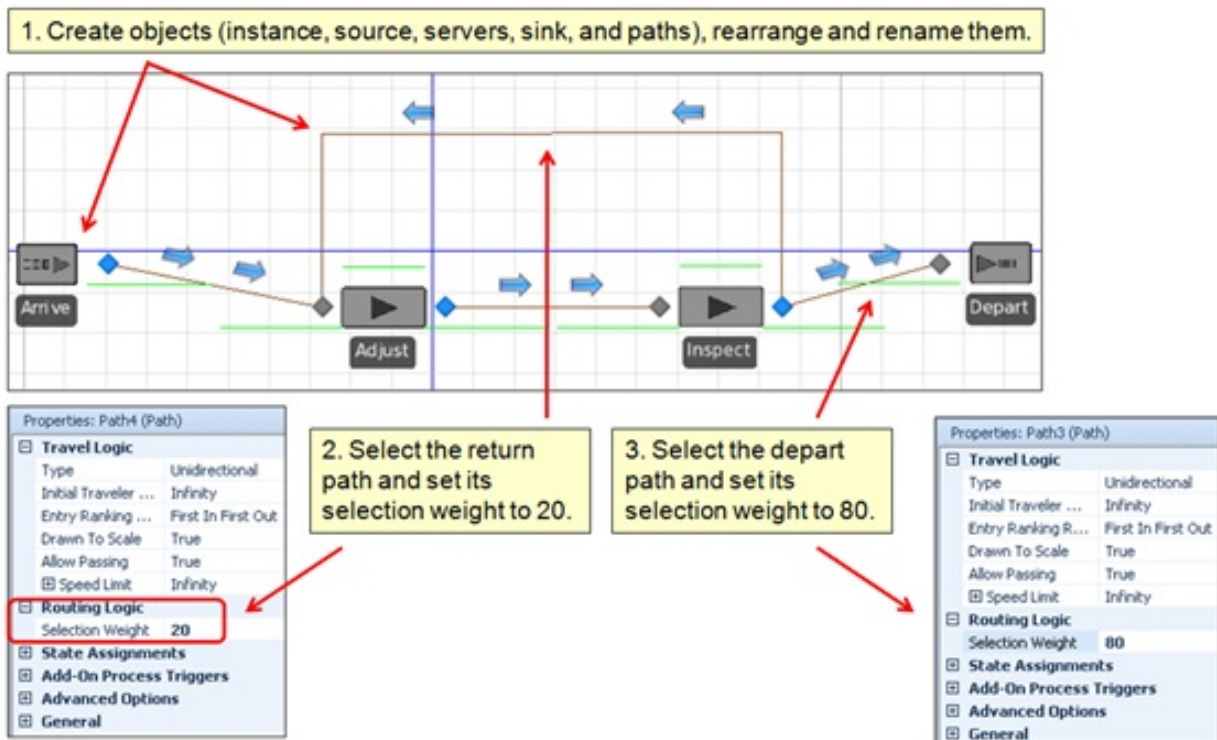 1. Create objects (instance, source, servers, sink, and paths), rearrange and rename them.
Arrive
Adjust
Inspect
Depart
Properties: Path4 (Path)
Travel Logic
Type Unidirectional
Initial Traveler ... Infinity
Entry Ranking ... First In First Out
Drawn To Scale True
Allow Passing True
Speed Limit Infinity
Routing Logic
Selection Weight 20
State Assignments
Add-On Process Triggers
Advanced Options
General
2. Select the return
path and set its
selection weight to 20.
3. Select the depart
path and set its
selection weight to 80.
Properties: Path3 (Path)
Travel Logic
Type Unidirectional
Initial Traveler ... Infinity
Entry Ranking R... First In First Out
Drawn To Scale True
Allow Passing True
Speed Limit Infinity
Routing Logic
Selection Weight 80
State Assignments
Add-On Process Triggers
Advanced Options
General